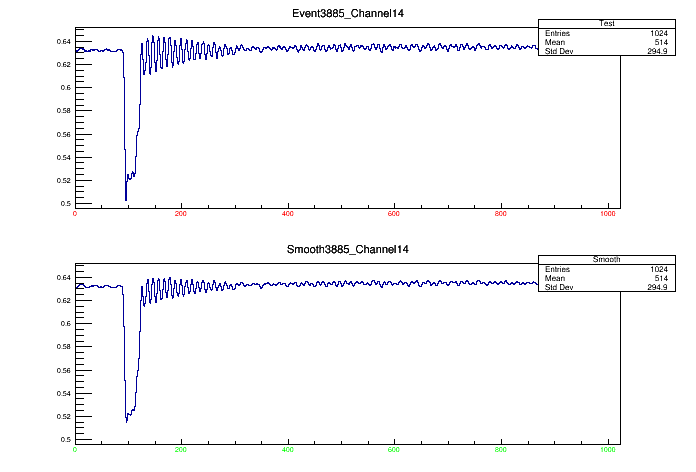 Event3885_Channel14
Test
Entries 1024
Mean 514
Std Dev 294.9
0.64
0.62
0.6
0.58
0.56
0.54
0.52
0.5
0 200 400 600 800 1000
Smooth3885_Channel14
Smooth
Entries 1024
Mean 514
Std Dev 294.9
0.64
0.62
0.6
0.58
0.56
0.54
0.52
0.5
0 200 400 600 800 1000